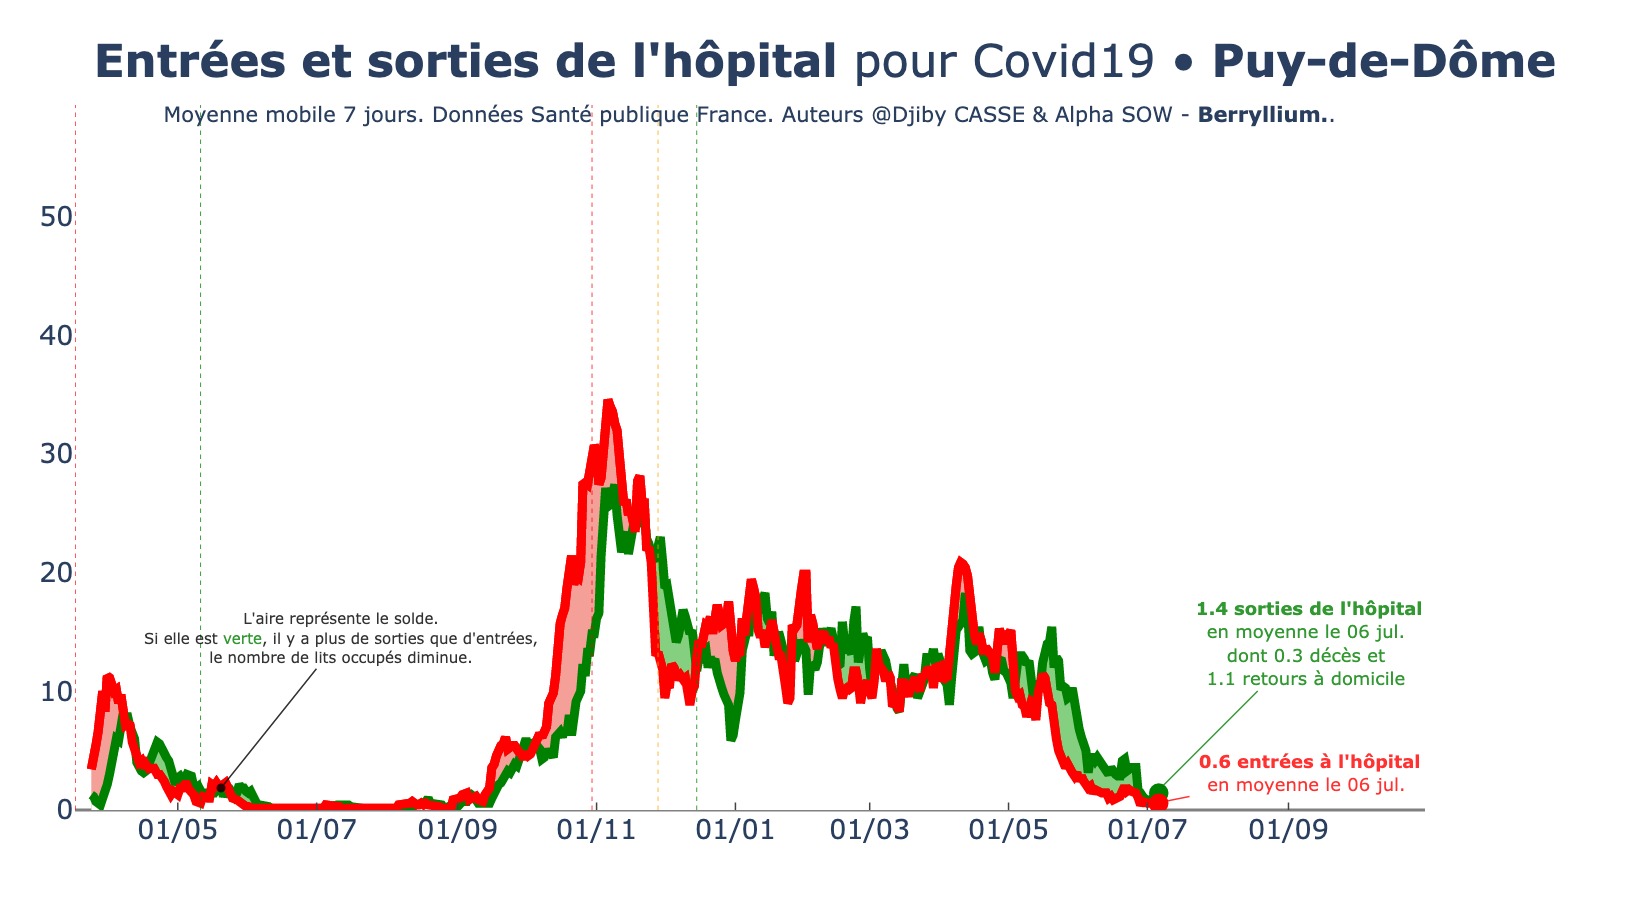 Entrées et sorties de l'hôpital pour Covid19 • Puy-de-Dôme
Moyenne mobile 7 jours. Données Santé publique France. Auteurs @Djiby CASSE & Alpha SOW - Berryllium..
50
40
30
20
10
0
L'aire représente le solde.
Si elle est verte, il y a plus de sorties que d'entrées,
le nombre de lits occupés diminue.
1.4 sorties de l'hôpital
en moyenne le 06 jul.
dont 0.3 décès et
1.1 retours à domicile
0.6 entrées à l'hôpital
en moyenne le 06 jul.
01/05 01/07 01/09 01/11 01/01 01/03 01/05 01/07 01/09